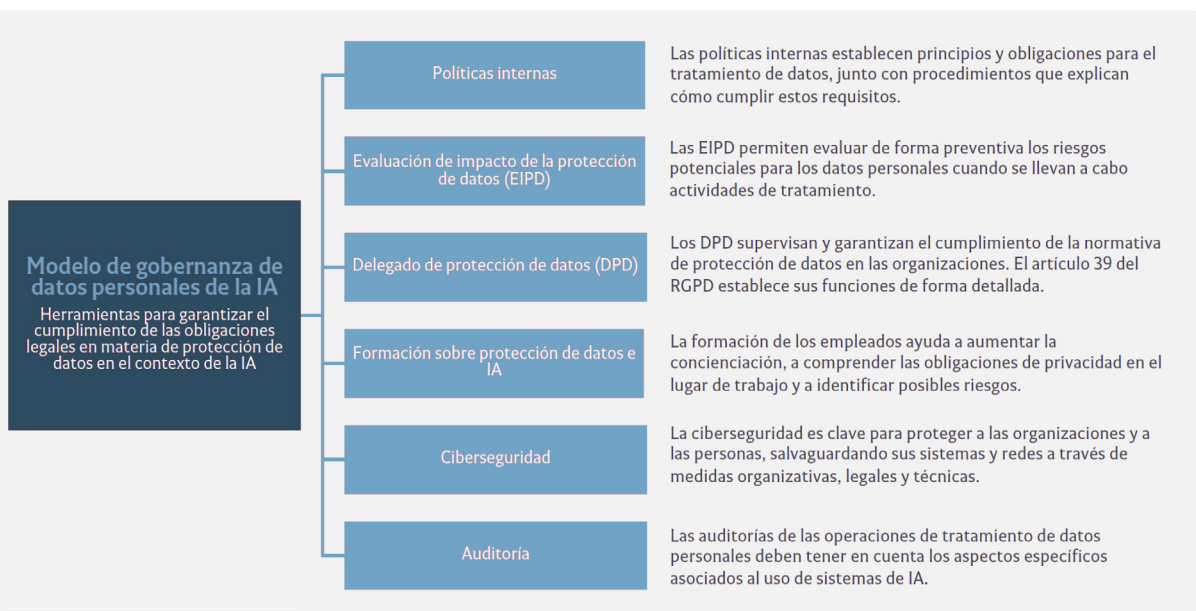 Modelo de gobernanza de
datos personales de la IA
Herramientas para garantizar el
cumplimiento de las obligaciones
legales en materia de protección de
datos en el contexto de la IA
Políticas internas
Las políticas internas establecen principios y obligaciones para el
tratamiento de datos, junto con procedimientos que explican
cómo cumplir estos requisitos.
Evaluación de impacto de la protección
de datos (EIPD)
Las EIPD permiten evaluar de forma preventiva los riesgos
potenciales para los datos personales cuando se llevan a cabo
actividades de tratamiento.
Delegado de protección de datos (DPD)
Los DPD supervisan y garantizan el cumplimiento de la normativa
de protección de datos en las organizaciones. El artículo 39 del
RGPD establece sus funciones de forma detallada.
Formación sobre protección de datos e
IA
La formación de los empleados ayuda a aumentar la
concienciación, a comprender las obligaciones de privacidad en el
lugar de trabajo y a identificar posibles riesgos.
Ciberseguridad
La ciberseguridad es clave para proteger a las organizaciones y a
las personas, salvaguardando sus sistemas y redes a través de
medidas organizativas, legales y técnicas.
Auditoría
Las auditorías de las operaciones de tratamiento de datos
personales deben tener en cuenta los aspectos específicos
asociados al uso de sistemas de IA.